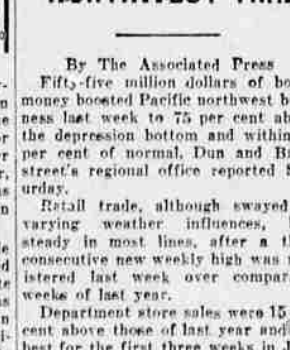 By The Associated Press
Fifty-five million dollars of bo
money boosted Pacific northwest b
ness last week to 75 per cent ab
the depression bottom and within
per cent of normal, Dun and B
street's regional office reported S
urday.
Retail trade, although swayed
varying weather influences,
steady in most lines, after a t
consecutive new weekly high was
istered last week over compar
weeks of last year.
Department store sales were 15
cent above those of last year and
best for the first three weeks in J